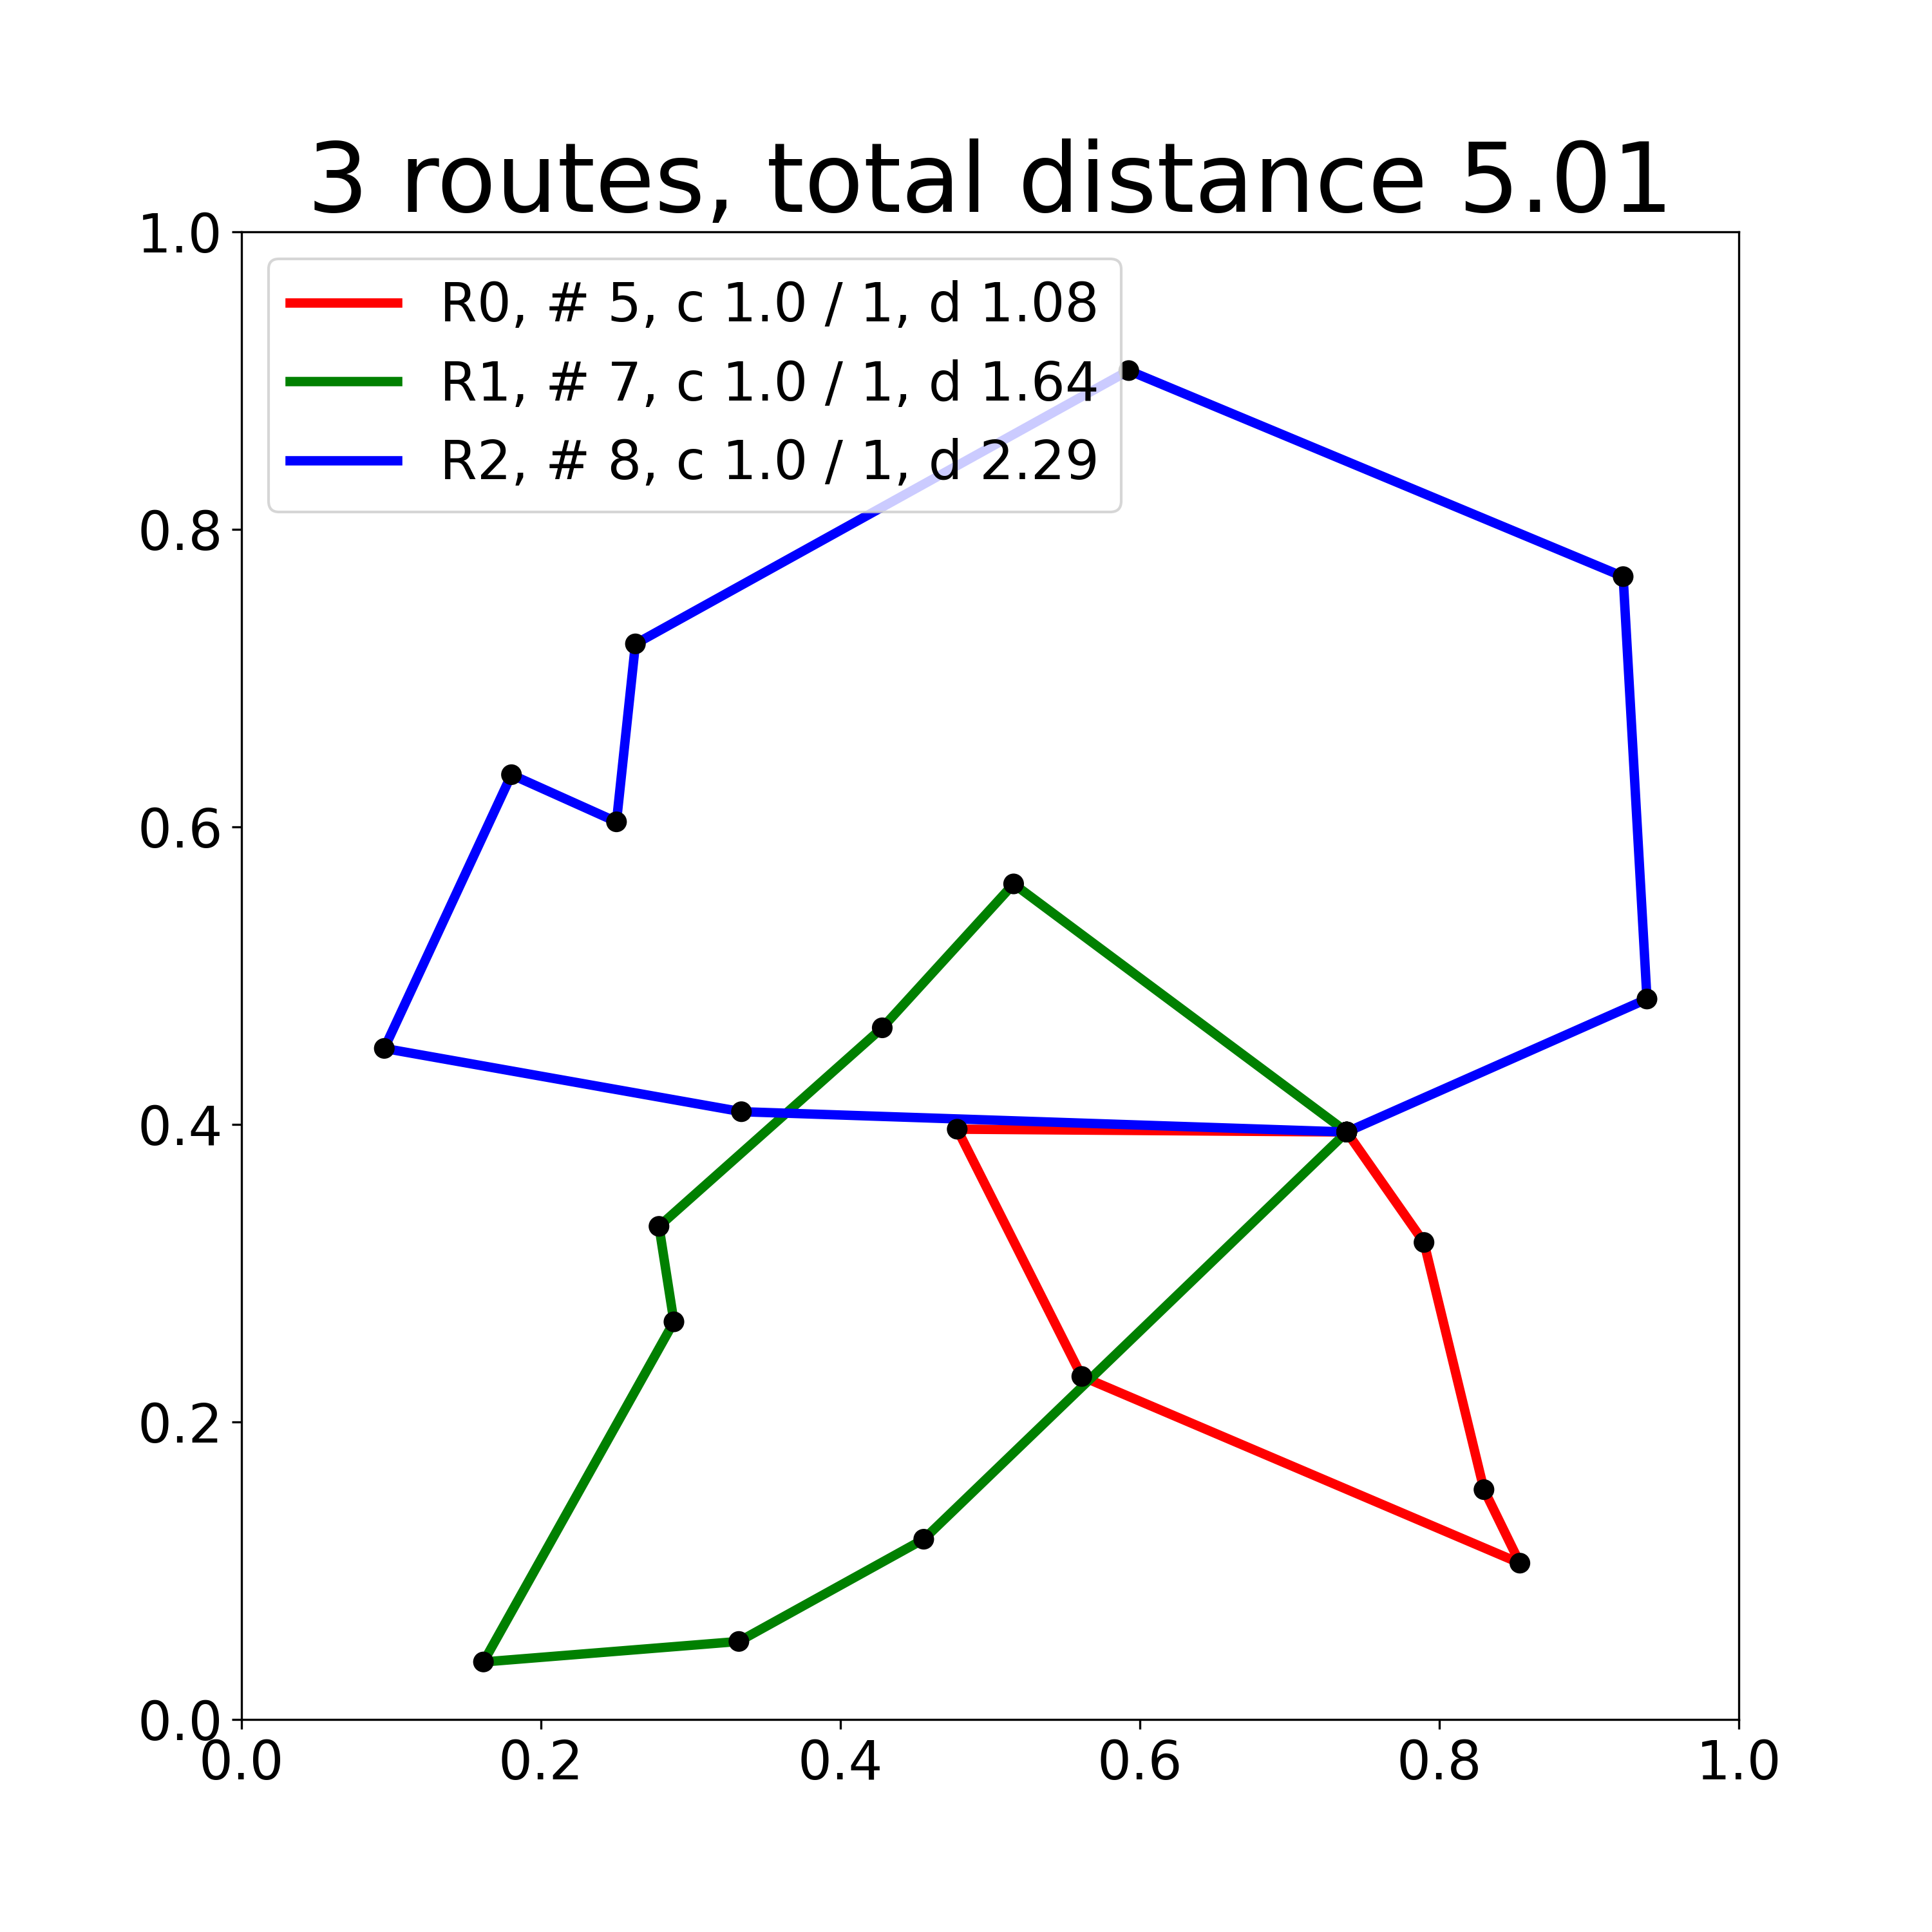 3 routes, total distance 5.01
1.0
R0, # 5, c 1.0 / 1, d 1.08
R1, # 7, c 1.0 / 1, d 1.64
R2, # 8, c 1.0 / 1, d 2.29
0.8
0.6
0.4
0.2
0.0
0.0 0.2 0.4 0.6 0.8 1.0